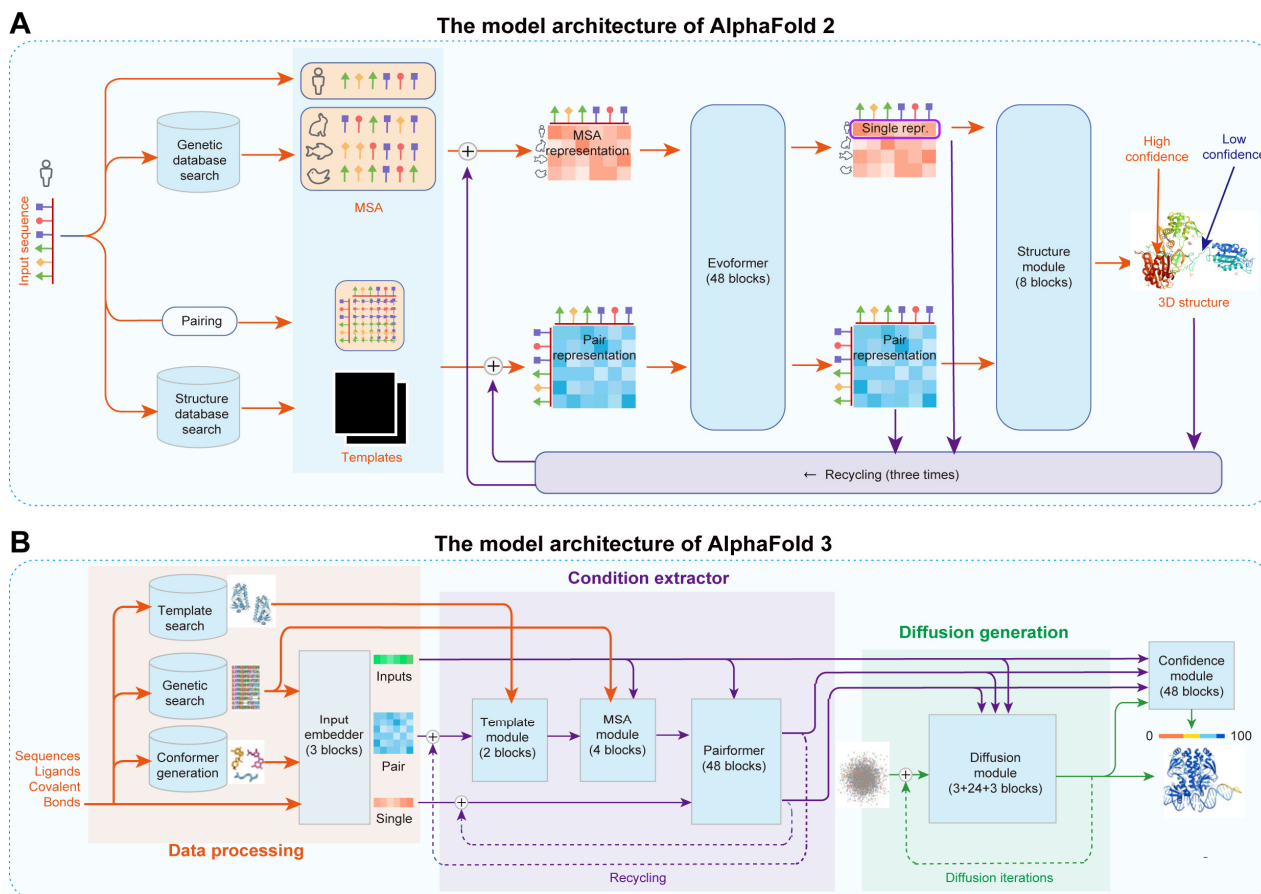 A
The model architecture of AlphaFold 2
Input sequence
Genetic
database
search
MSA
Pairing
Structure
database
search
Templates
MSA
representation
Pair
representation
Evoformer
(48 blocks)
Single repr.
Pair
representation
Structure
module
(8 blocks)
High
confidence
Low
confidence
3D structure
← Recycling (three times)
B
The model architecture of AlphaFold 3
Condition extractor
Template
search
Genetic
search
Conformer
generation
Sequences
Ligands
Covalent
Bonds
Input
embedder
(3 blocks)
Inputs
Pair
Single
Data processing
Template
module
(2 blocks)
MSA
module
(4 blocks)
Pairformer
(48 blocks)
Recycling
Diffusion generation
Diffusion
module
(3+24+3 blocks)
Diffusion iterations
Confidence
module
(48 blocks)
0 100